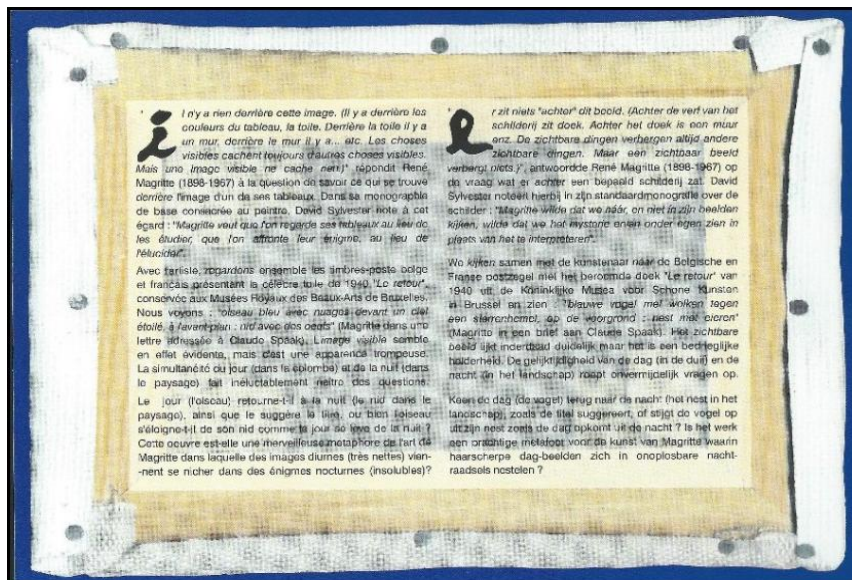 ' i l n'y a rien derrière cette image. (Il y a derrière les
couleurs du tableau, la toile. Derrière la toile il y a
un mur, derrière le mur il y a... etc. Les choses
visibles cachent toujours d'autres choses visibles.
Mais une image visible ne cache rien.)" répondit René
Magritte (1898-1967) à la question de savoir ce qui se trouve
derrière l'image d'un de ses tableaux. Dans sa monographie
de base consacrée au peintre, David Sylvester note à cet
égard : "Magritte veut que l'on regarde ses tableaux au lieu de
les étudier, que l'on affronte leur énigme, au lieu de
l'élucider".
Avec l'artiste, regardons ensemble les timbres-poste belge
et français présentant la célèbre toile de 1940 "Le retour",
conservée aux Musées Royaux des Beaux-Arts de Bruxelles.
Nous voyons : "oiseau bleu avec nuages devant un ciel
étoilé, à l'avant-plan : nid avec des oeufs" (Magritte dans une
lettre adressée à Claude Spaak). L'image visible semble
en effet évidente, mais c'est une apparence trompeuse.
La simultanéité du jour (dans la colombe) et de la nuit (dans
le paysage) fait inéluctablement naître des questions.
Le jour (l'oiseau) retourne-t-il à la nuit (le nid dans le
paysage), ainsi que le suggère le titre, ou bien l'oiseau
s'éloigne-t-il de son nid comme le jour se lève de la nuit ?
Cette oeuvre est-elle une merveilleuse métaphore de l'art de
Magritte dans laquelle des images diurnes (très nettes) vien-
-nent se nicher dans des énigmes nocturnes (insolubles)?
' e r zit niets "achter" dit beeld. (Achter de verf van het
schilderij zit doek. Achter het doek is een muur
enz. De zichtbare dingen verbergen altijd andere
zichtbare dingen. Maar een zichtbaar beeld
verbergt niets.)", antwoordde René Magritte (1898-1967) op
de vraag wat er achter een bepaald schilderij zat. David
Sylvester noteert hierbij in zijn standaardmonografie over de
schilder : "Magritte wilde dat we naar, en niet in zijn beelden
kijken, wilde dat we het mysterie onder ogen zien in
plaats van het te interpreteren".
We kijken samen met de kunstenaar naar de Belgische en
Franse postzegel met het beroemde doek "Le retour" van
1940 uit de Koninklijke Musea voor Schone Kunsten
in Brussel en zien : "blauwe vogel met wolken tegen
een sterrenhemel, op de voorgrond : nest met eieren"
(Magritte in een brief aan Claude Spaak). Het zichtbare
beeld lijkt inderdaad duidelijk maar het is een bedrieglijke
helderheid. De gelijktijdigheid van de dag (in de duif) en de
nacht (in het landschap) roept onvermijdelijk vragen op.
Keert de dag (de vogel) terug naar de nacht (het nest in het
landschap), zoals de titel suggereert, of stijgt de vogel op
uit zijn nest zoals de dag opkomt uit de nacht ? Is het werk
een prachtige metafoor voor de kunst van Magritte waarin
haarscherpe dag-beelden zich in onoplosbare nacht-
raadsels nestelen ?